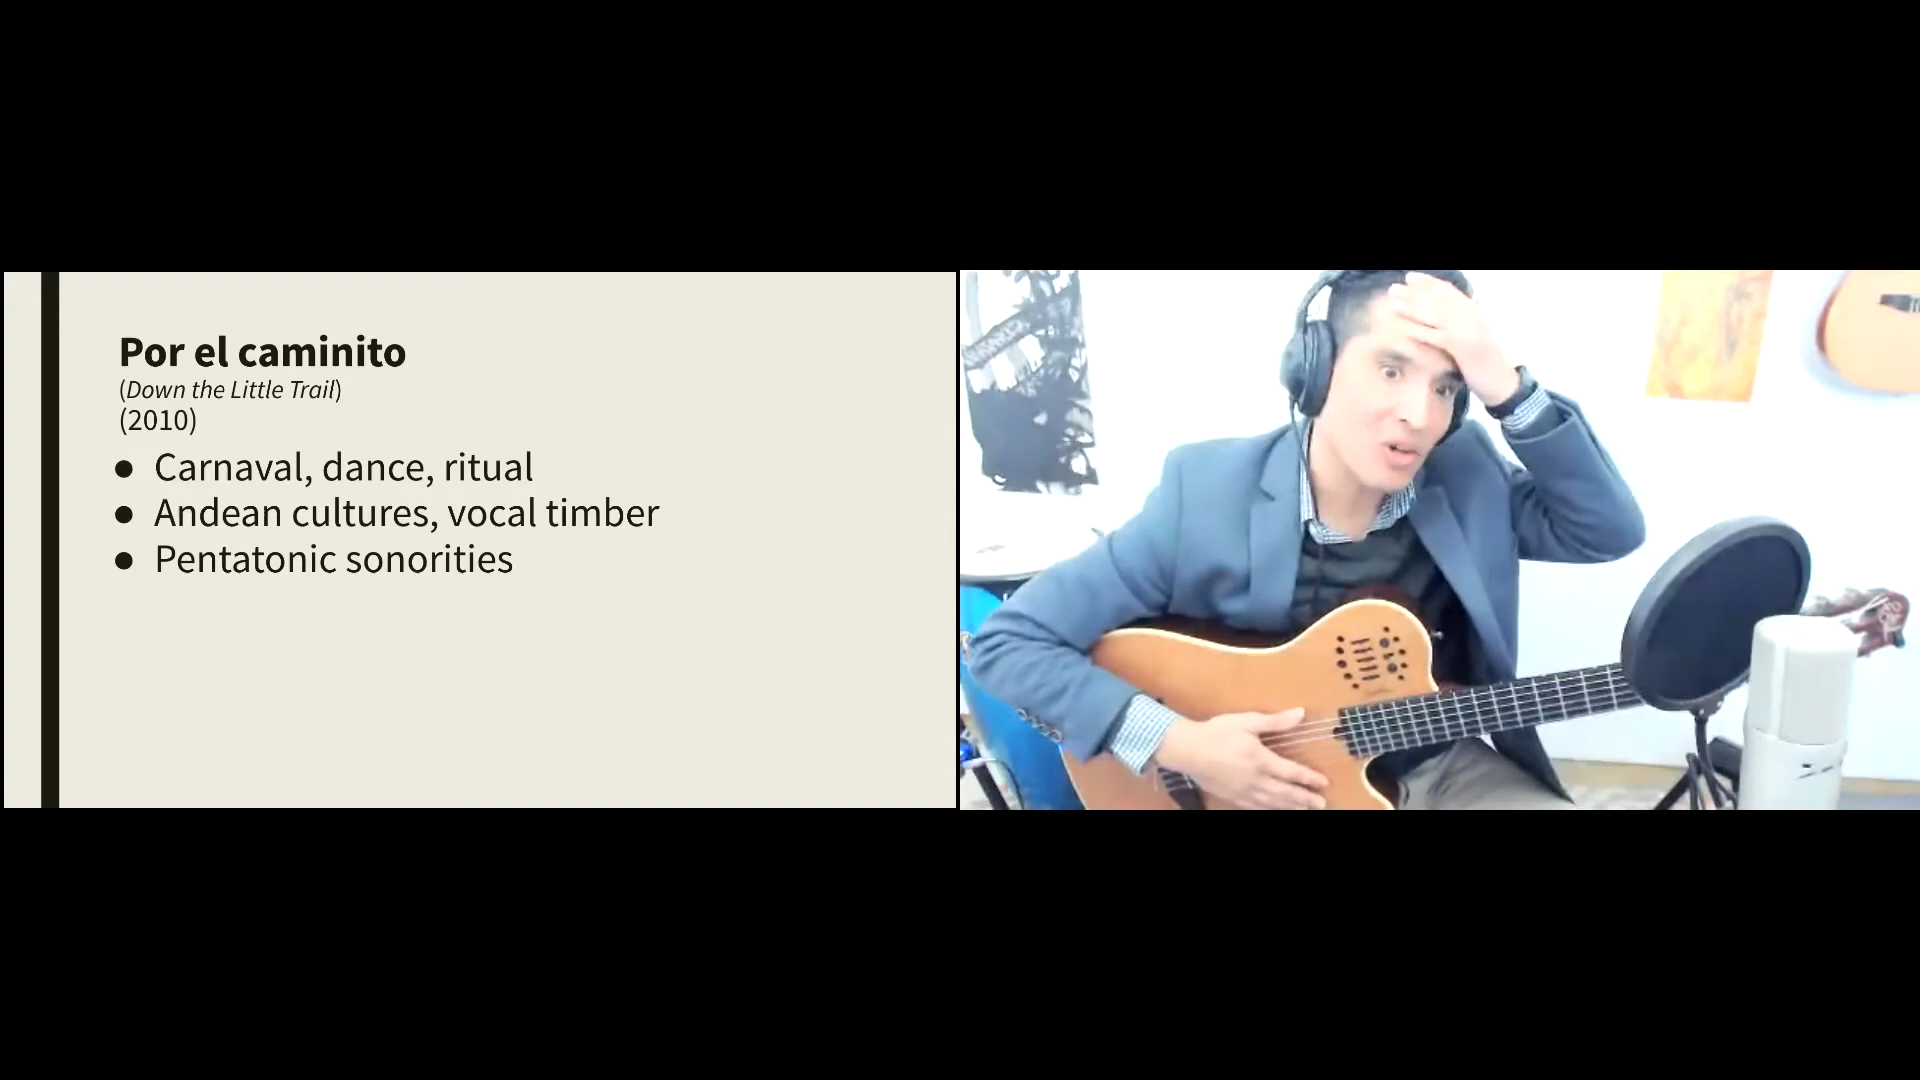 Por el caminito
(Down the Little Trail)
(2010)
● Carnaval, dance, ritual
● Andean cultures, vocal timber
● Pentatonic sonorities